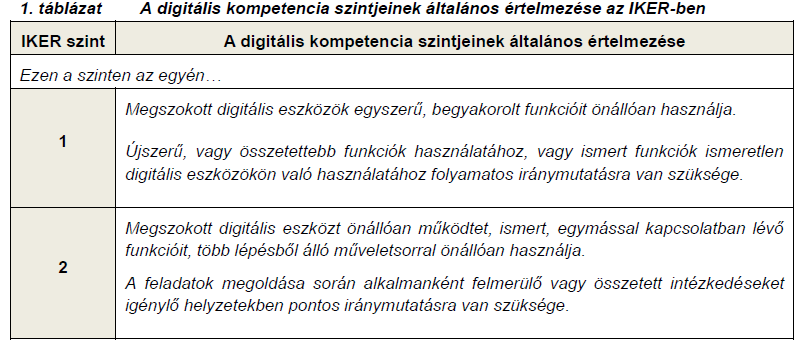 1. táblázat A digitális kompetencia szintjeinek általános értelmezése az IKER-ben
IKER szint A digitális kompetencia szintjeinek általános értelmezése
Ezen a szinten az egyén…
1
Megszokott digitális eszközök egyszerű, begyakorolt funkcióit önállóan használja.
Újszerű, vagy összetettebb funkciók használatához, vagy ismert funkciók ismeretlen
digitális eszközökön való használatához folyamatos iránymutatásra van szüksége.
2
Megszokott digitális eszközt önállóan működtet, ismert, egymással kapcsolatban lévő
funkcióit, több lépésből álló műveletsorral önállóan használja.
A feladatok megoldása során alkalmanként felmerülő vagy összetett intézkedéseket
igénylő helyzetekben pontos iránymutatásra van szüksége.